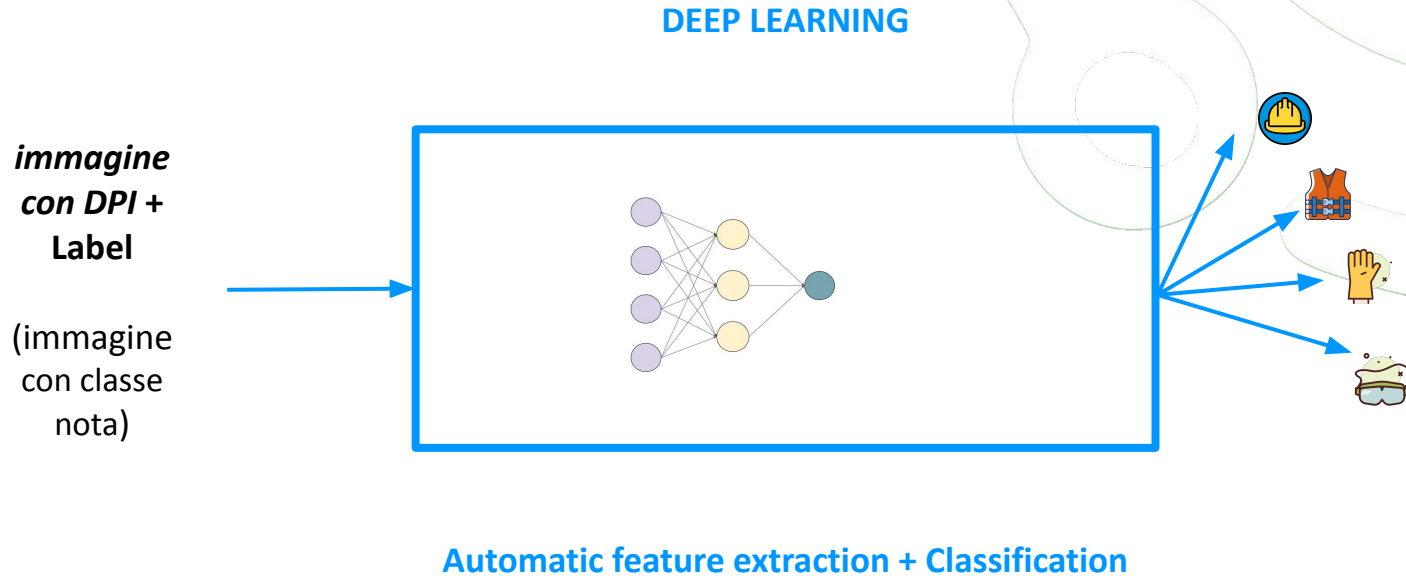 DEEP LEARNING
immagine
con DPI +
Label
(immagine
con classe
nota)
Automatic feature extraction + Classification